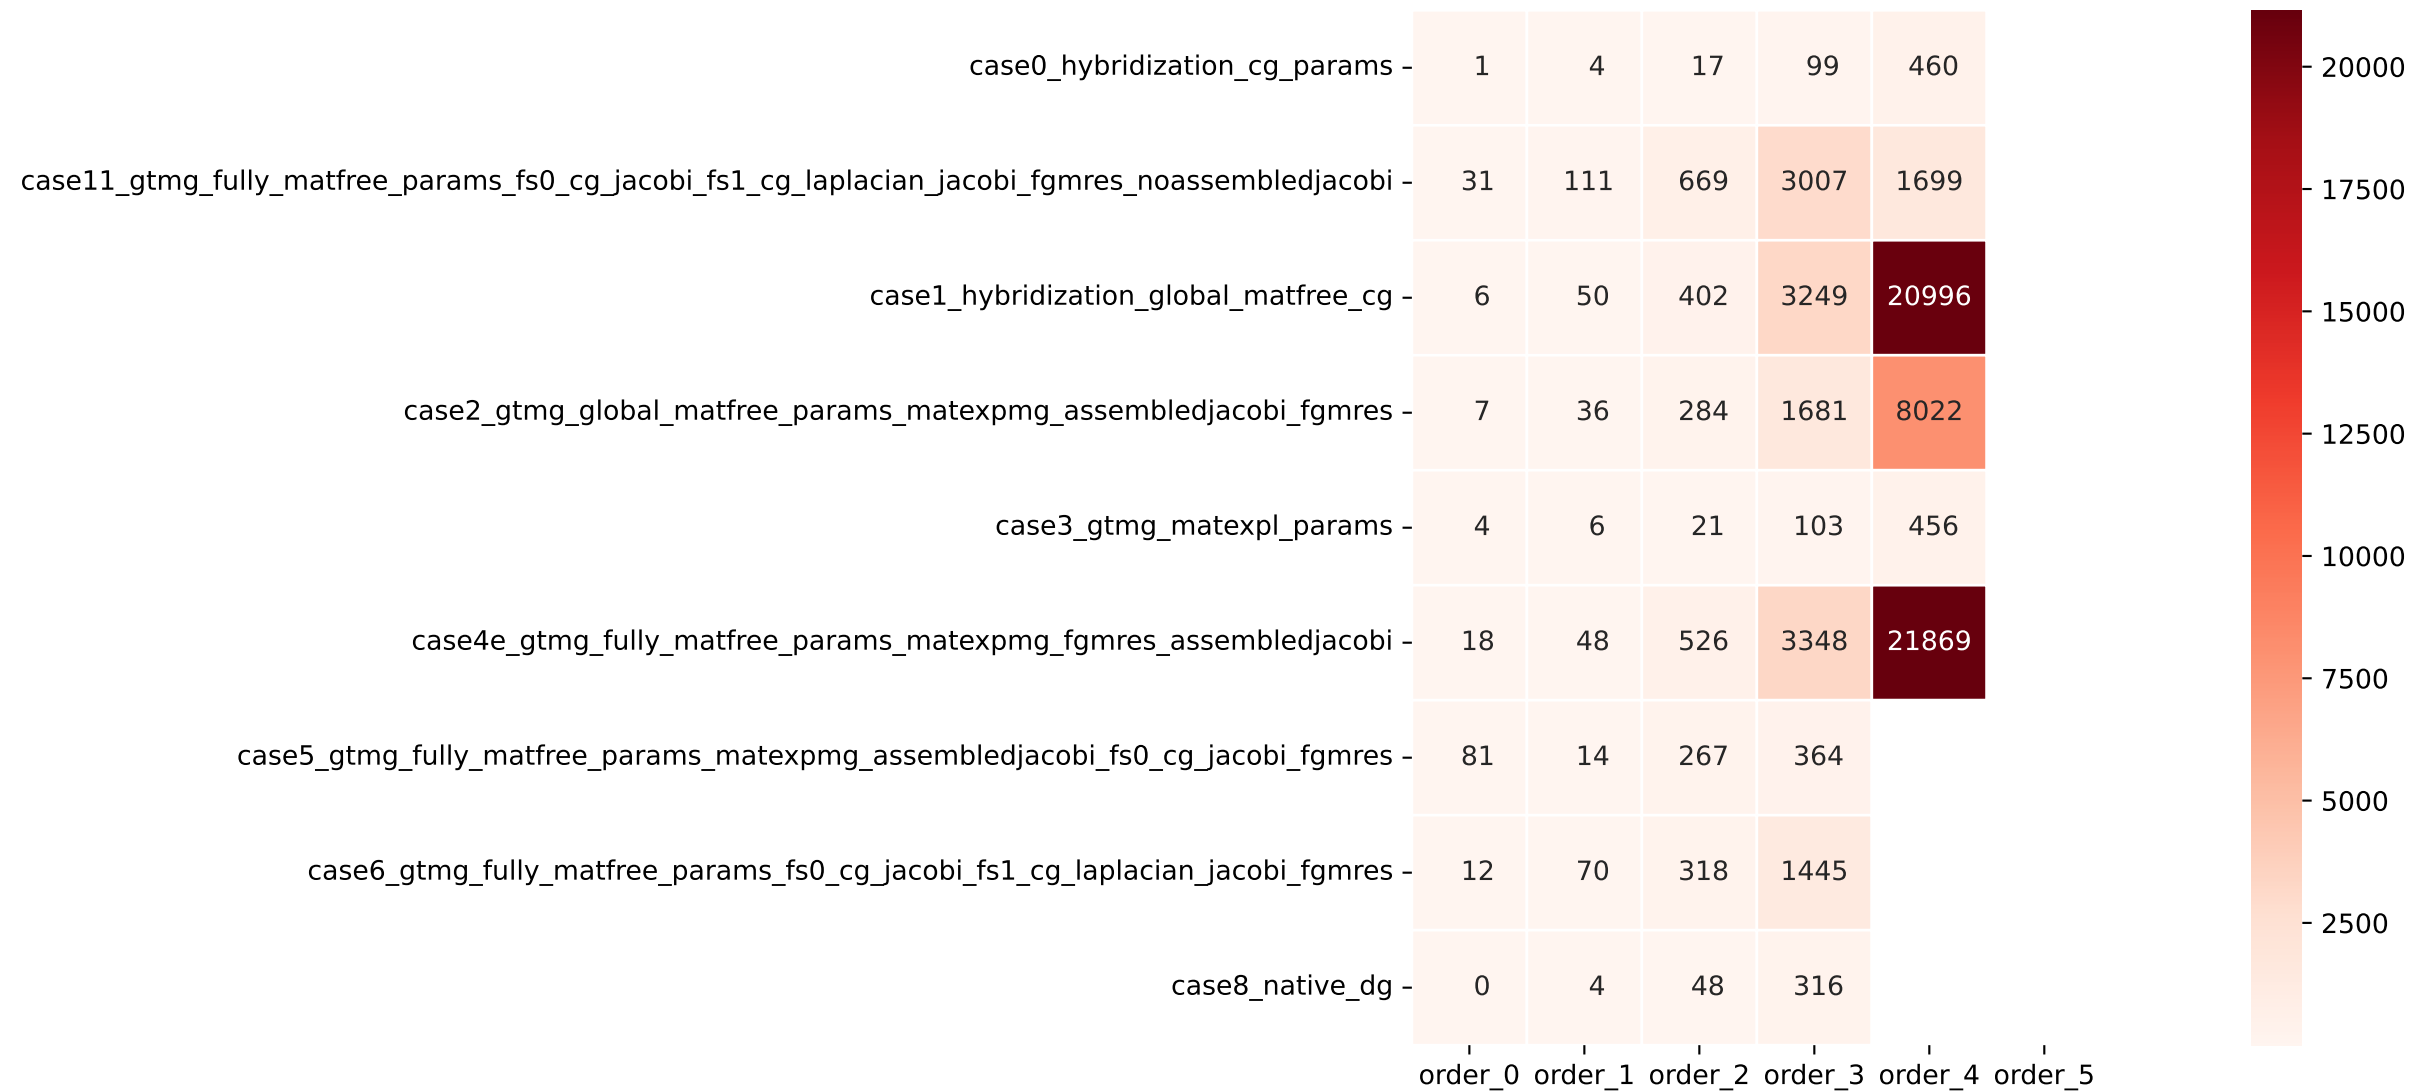 case0_hybridization_cg_params 1 4 17 99 460
case11_gtmg_fully_matfree_params_fs0_cg_jacobi_fs1_cg_laplacian_jacobi_fgmres_noassembledjacobi 31 111 669 3007 1699
case1_hybridization_global_matfree_cg 6 50 402 3249 20996
case2_gtmg_global_matfree_params_matexpmg_assembledjacobi_fgmres 7 36 284 1681 8022
case3_gtmg_matexpl_params 4 6 21 103 456
case4e_gtmg_fully_matfree_params_matexpmg_fgmres_assembledjacobi 18 48 526 3348 21869
case5_gtmg_fully_matfree_params_matexpmg_assembledjacobi_fs0_cg_jacobi_fgmres 81 14 267 364
case6_gtmg_fully_matfree_params_fs0_cg_jacobi_fs1_cg_laplacian_jacobi_fgmres 12 70 318 1445
case8_native_dg 0 4 48 316
order_0 order_1 order_2 order_3 order_4 order_5
20000
17500
15000
12500
10000
7500
5000
2500